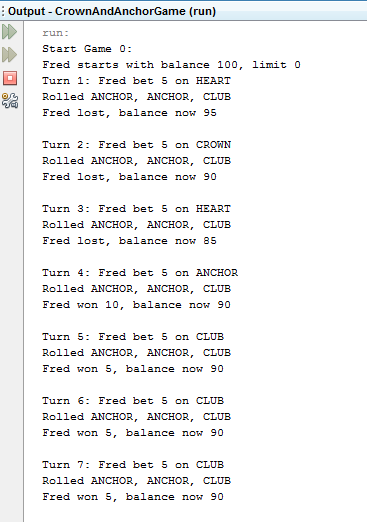 Output - CrownAndAnchorGame (run)
run:
Start Game 0:
Fred starts with balance 100, limit 0
Turn 1: Fred bet 5 on HEART
Rolled ANCHOR, ANCHOR, CLUB
Fred lost, balance now 95
Turn 2: Fred bet 5 on CROWN
Rolled ANCHOR, ANCHOR, CLUB
Fred lost, balance now 90
Turn 3: Fred bet 5 on HEART
Rolled ANCHOR, ANCHOR, CLUB
Fred lost, balance now 85
Turn 4: Fred bet 5 on ANCHOR
Rolled ANCHOR, ANCHOR, CLUB
Fred won 10, balance now 90
Turn 5: Fred bet 5 on CLUB
Rolled ANCHOR, ANCHOR, CLUB
Fred won 5, balance now 90
Turn 6: Fred bet 5 on CLUB
Rolled ANCHOR, ANCHOR, CLUB
Fred won 5, balance now 90
Turn 7: Fred bet 5 on CLUB
Rolled ANCHOR, ANCHOR, CLUB
Fred won 5, balance now 90